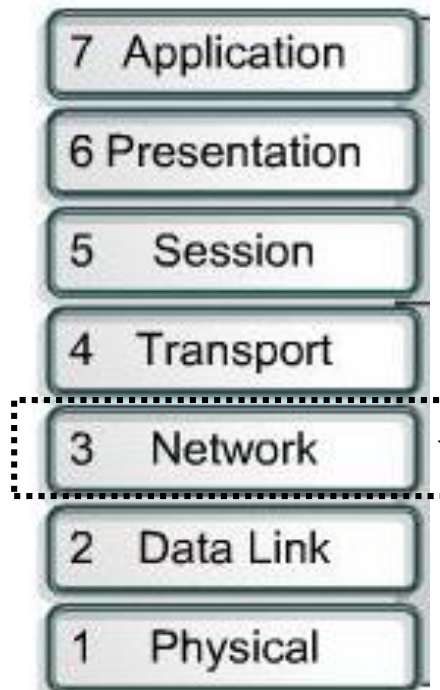 7 Application
6 Presentation
5 Session
4 Transport
3 Network
2 Data Link
1 Physical